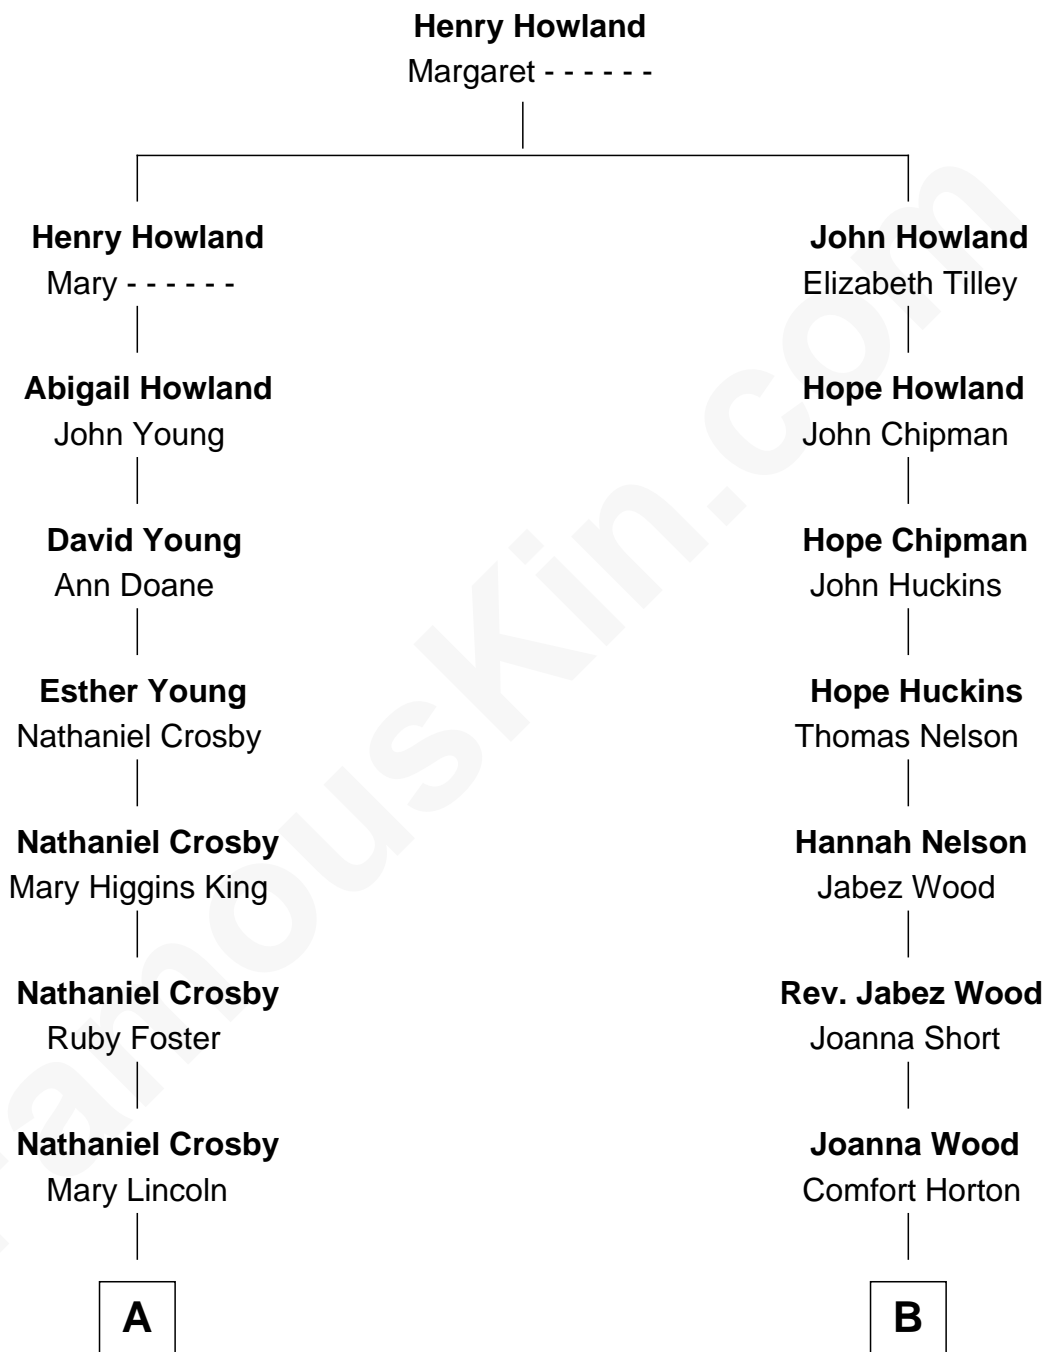 Henry Howland
Margaret - - - - - -
Henry Howland
Mary - - - - - -
John Howland
Elizabeth Tilley
Abigail Howland
John Young
Hope Howland
John Chipman
David Young
Ann Doane
Hope Chipman
John Huckins
Esther Young
Nathaniel Crosby
Hope Huckins
Thomas Nelson
Nathaniel Crosby
Mary Higgins King
Hannah Nelson
Jabez Wood
Nathaniel Crosby
Ruby Foster
Rev. Jabez Wood
Joanna Short
Nathaniel Crosby
Mary Lincoln
Joanna Wood
Comfort Horton
A
B
FamousKin.com